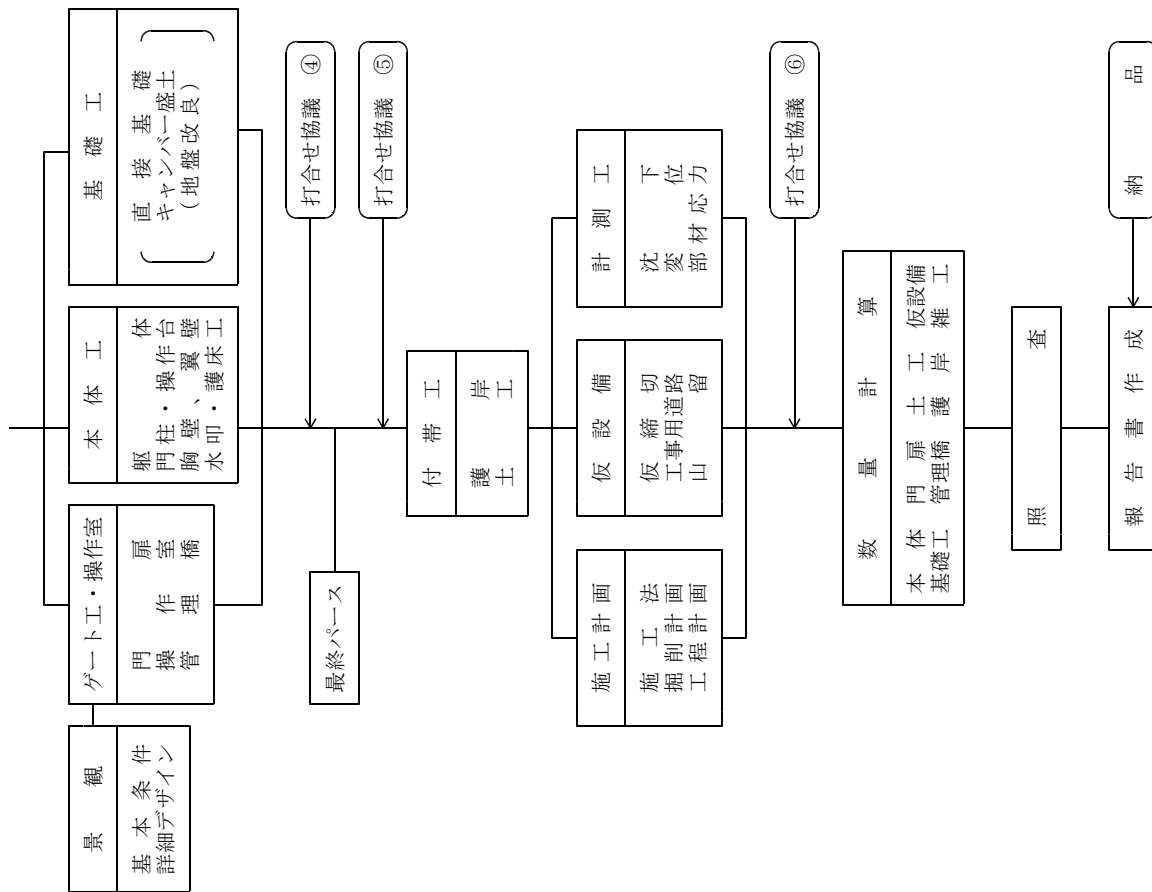 景観
基本条件
詳細デザイン
ゲート工・操作室
門扉
操作室
管理橋
本体工
躯体
門柱・操作台
胸壁、翼壁
水叩・護床工
基礎工
直接基礎
キャンバー盛土
（地盤改良）
打合せ協議 ④
最終パース
打合せ協議 ⑤
付帯工
護岸
土工
施工計画
施工法
掘削計画
工程計画
仮設備
仮締切
工事用道路
山留
計測工
沈下
変位
部材応力
打合せ協議 ⑥
数量計算
本体 門扉 土工 仮設備
基礎工 管理橋 護岸 雑工
照査
報告書作成
納品